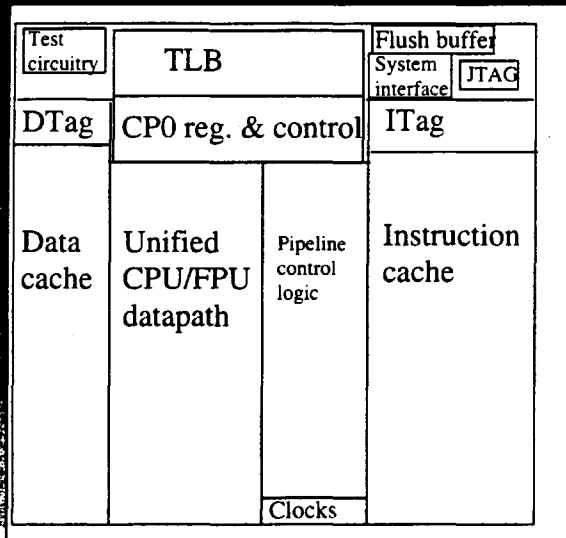 Test
circuitry
TLB
Flush buffer
System
interface
JTAG
DTag
CP0 reg. & control
ITag
Data
cache
Unified
CPU/FPU
datapath
Pipeline
control
logic
Instruction
cache
Clocks